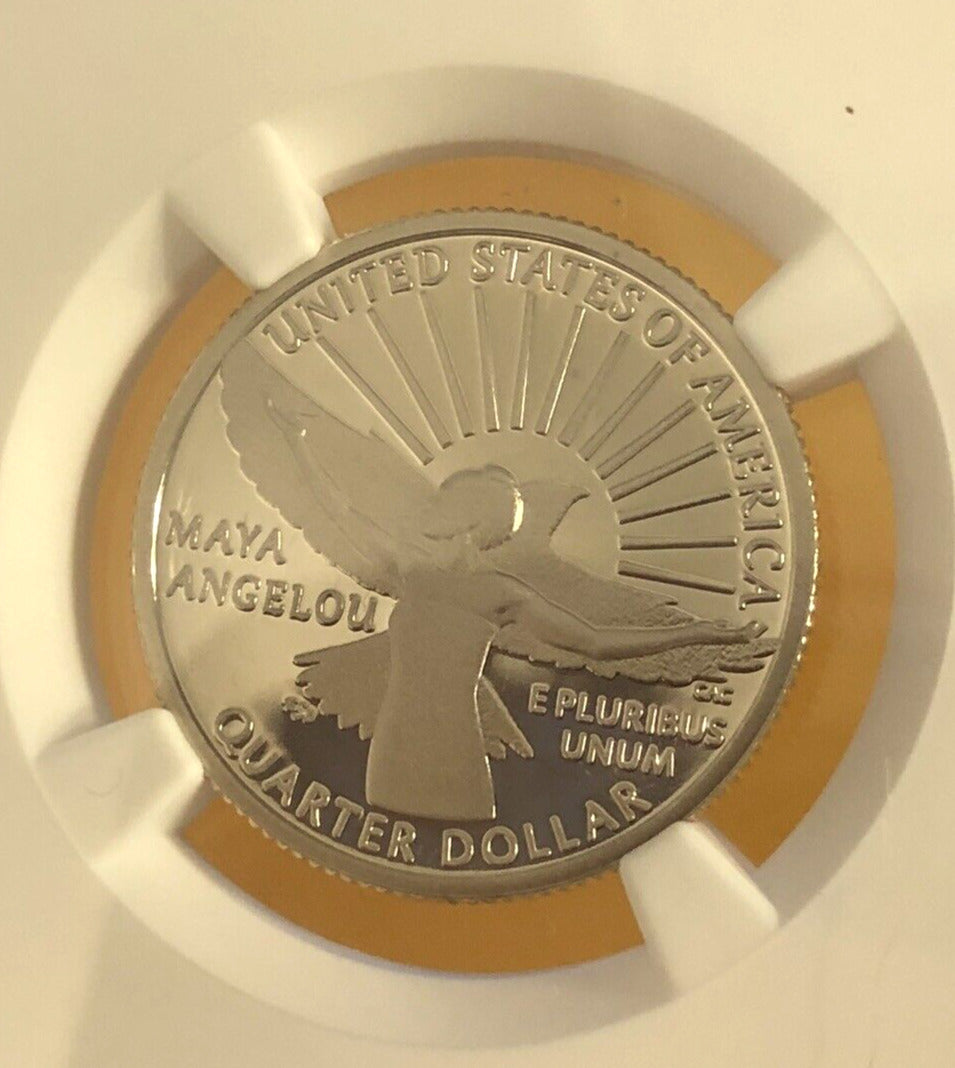 UNITED STATES OF AMERICA
MAYA
ANGELOU
E PLURIBUS
UNUM
QUARTER DOLLAR